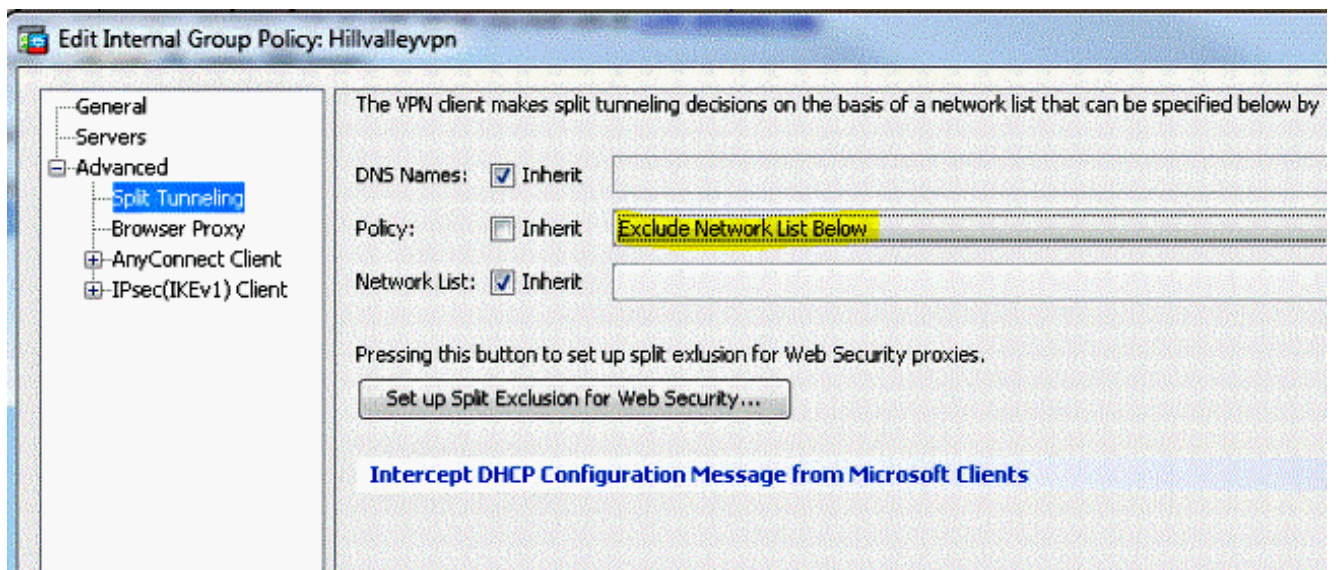 Edit Internal Group Policy: Hillvalleyvpn
General
Servers
Advanced
Split Tunneling
Browser Proxy
AnyConnect Client
IPsec(IKEv1) Client
The VPN client makes split tunneling decisions on the basis of a network list that can be specified below by
DNS Names: Inherit
Policy: Inherit Exclude Network List Below
Network List: Inherit
Pressing this button to set up split exlusion for Web Security proxies.
Set up Split Exclusion for Web Security...
Intercept DHCP Configuration Message from Microsoft Clients